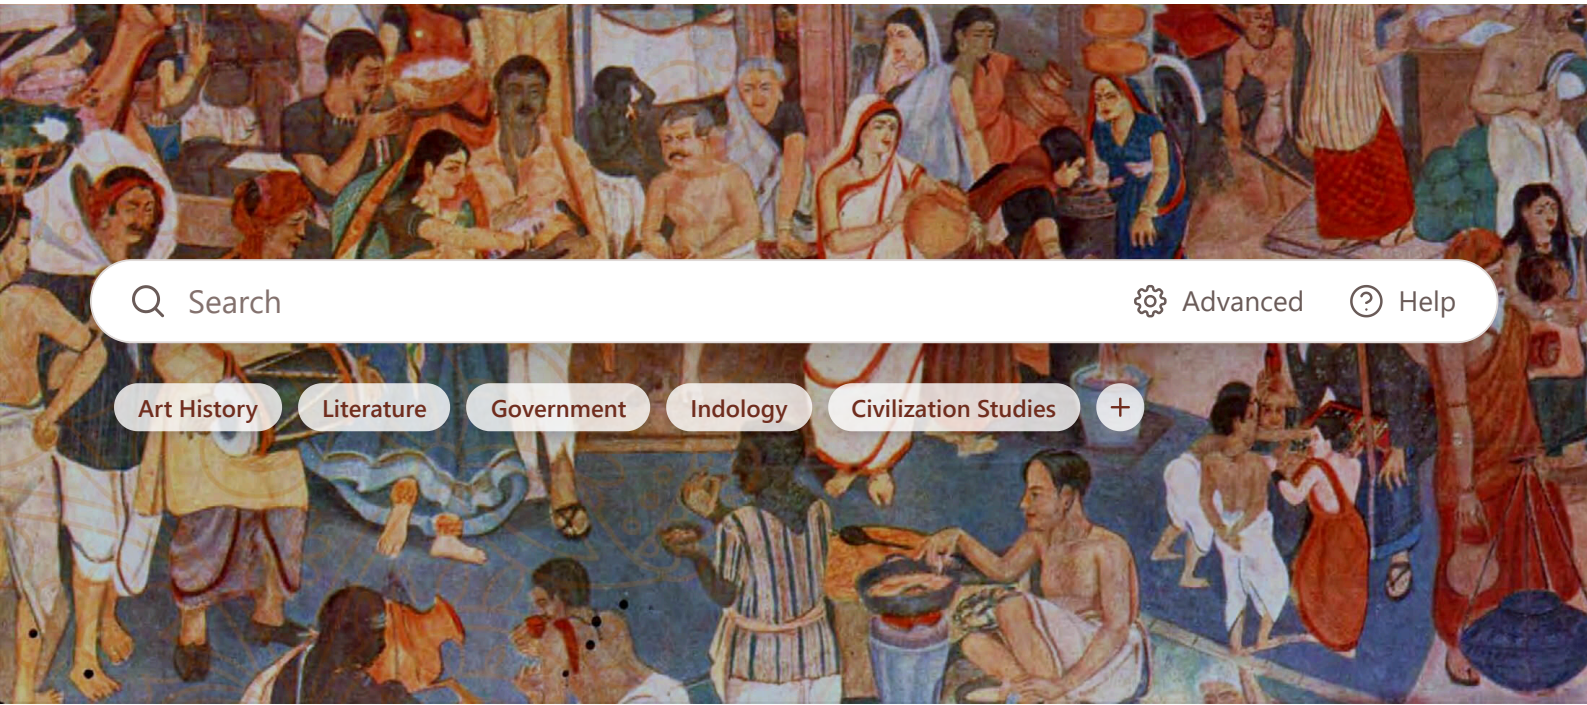 Search Advanced Help
Art History Literature Government Indology Civilization Studies +